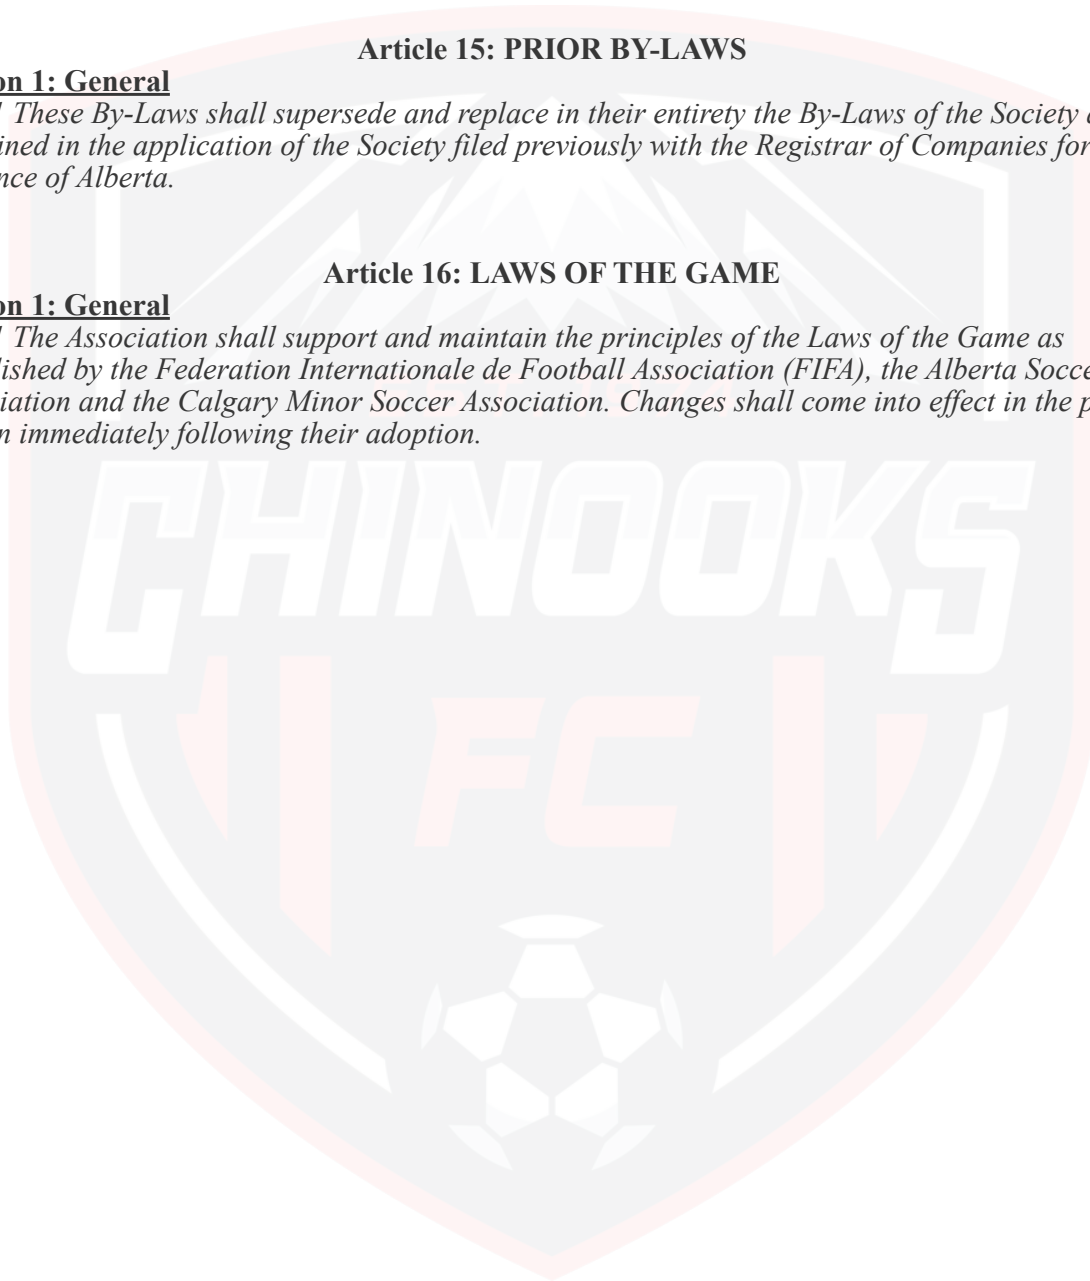 Article 15: PRIOR BY-LAWS
on 1: General
These By-Laws shall supersede and replace in their entirety the By-Laws of the Society
ined in the application of the Society filed previously with the Registrar of Companies for
nce of Alberta.
Article 16: LAWS OF THE GAME
on 1: General
The Association shall support and maintain the principles of the Laws of the Game as
lished by the Federation Internationale de Football Association (FIFA), the Alberta Socce
iation and the Calgary Minor Soccer Association. Changes shall come into effect in the p
n immediately following their adoption.
CHINOOKS
FC